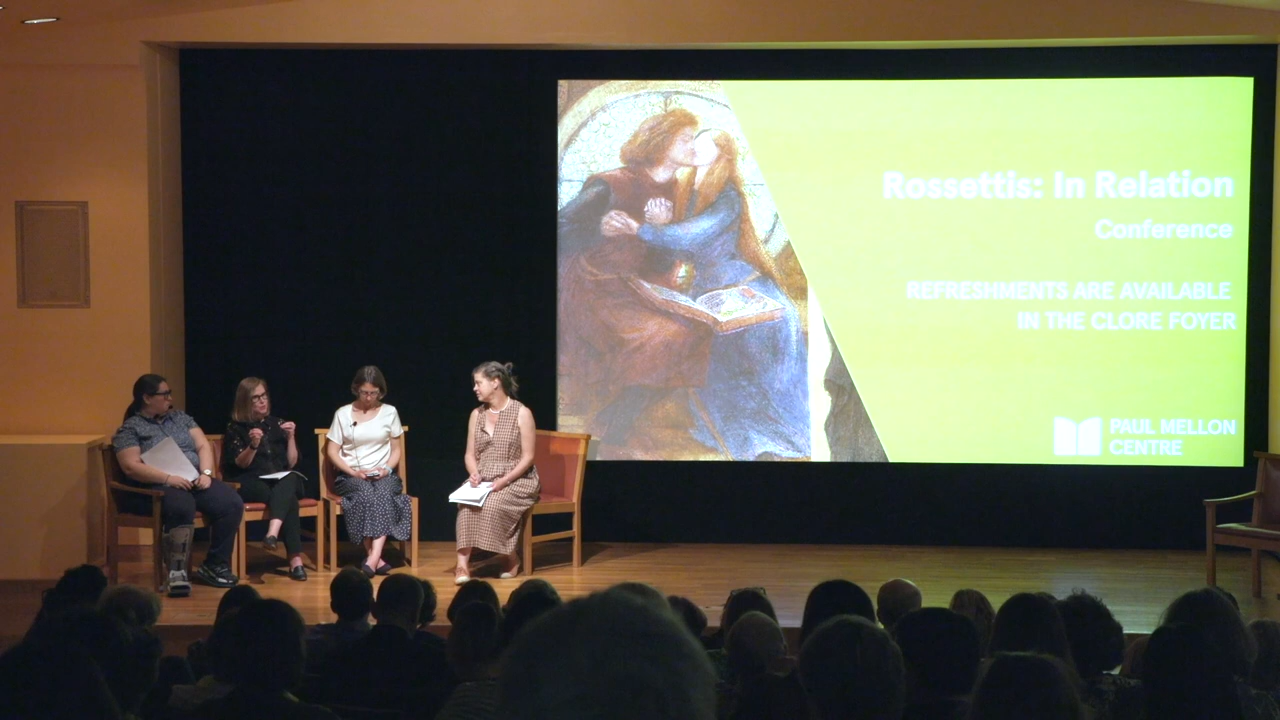 Rossettis: In Relation
Conference
REFRESHMENTS ARE AVAILABLE
IN THE CLORE FOYER
PAUL MELLON
CENTRE